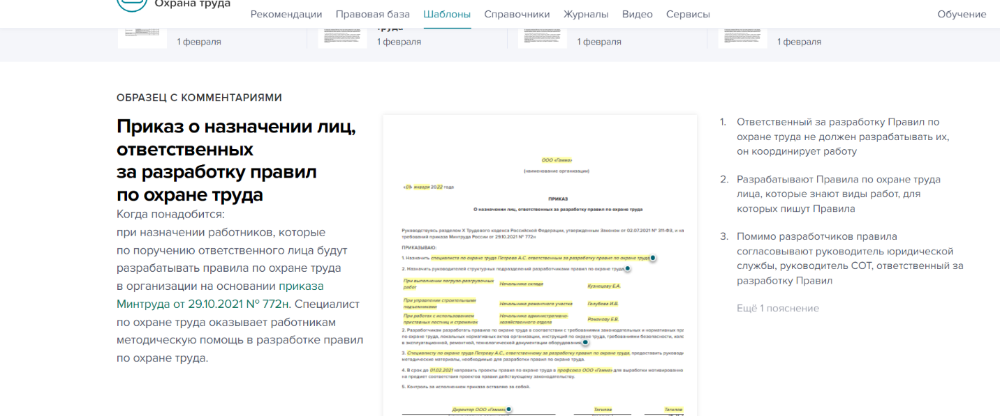 Охрана труда
Рекомендации Правовая база Шаблоны Справочники Журналы Видео Сервисы Обучение
труда
1 февраля 1 февраля 1 февраля 1 февраля
ОБРАЗЕЦ С КОММЕНТАРИЯМИ
Приказ о назначении лиц,
ответственных
за разработку правил
по охране труда
Когда понадобится:
при назначении работников, которые
по поручению ответственного лица будут
разрабатывать правила по охране труда
в организации на основании приказа
Минтруда от 29.10.2021 № 772н. Специалист
по охране труда оказывает работникам
методическую помощь в разработке правил
по охране труда.
ООО «Гамма»
(наименование организации)
«01» января 2022 года
ПРИКАЗ
О назначении лиц, ответственных за разработку правил по охране труда
Руководствуясь разделом X Трудового кодекса Российской Федерации, утвержденным Законом от 02.07.2021 № 311-ФЗ, и на
требований приказа Минтруда России от 29.10.2021 № 772н
ПРИКАЗЫВАЮ:
1. Назначить специалиста по охране труда Петрова А.С. ответственным за разработку правил по охране труда
2. Назначить руководителей структурных подразделений разработчиками правил по охране труда
При выполнении погрузо-разгрузочных
работ
Начальника склада
Кузнецову Е.А.
При управлении строительными
подъемниками
Начальника ремонтного участка
Голубева И.В.
При работах с использованием
приставных лестниц и стремянок
Начальника административно-
хозяйственного отдела
Романову Е.В.
2. Разработчикам разработать правила по охране труда в соответствии с требованиями законодательных и нормативных пра
по охране труда, локальных нормативных актов организации, инструкций по охране труда, требованиями безопасности, изло
в эксплуатационной, ремонтной, технологической документации оборудования
3. Специалисту по охране труда Петрову А.С., ответственному за разработку правил по охране труда, предоставить руковод
методические материалы, необходимые для разработки правил по охране труда.
4. В срок до 01.02.2021 направить проекты правил по охране труда в профсоюз ООО «Гамма» для выработки мотивированно
на предмет соответствия проектов правил действующему законодательству.
5. Контроль за исполнением приказа оставляю за собой.
Директор ООО «Гамма» Тагилов Тагилов
1. Ответственный за разработку Правил по
охране труда не должен разрабатывать их,
он координирует работу
2. Разрабатывают Правила по охране труда
лица, которые знают виды работ, для
которых пишут Правила
3. Помимо разработчиков правила
согласовывают руководитель юридической
службы, руководитель СОТ, ответственный за
разработку Правил
Ещё 1 пояснение